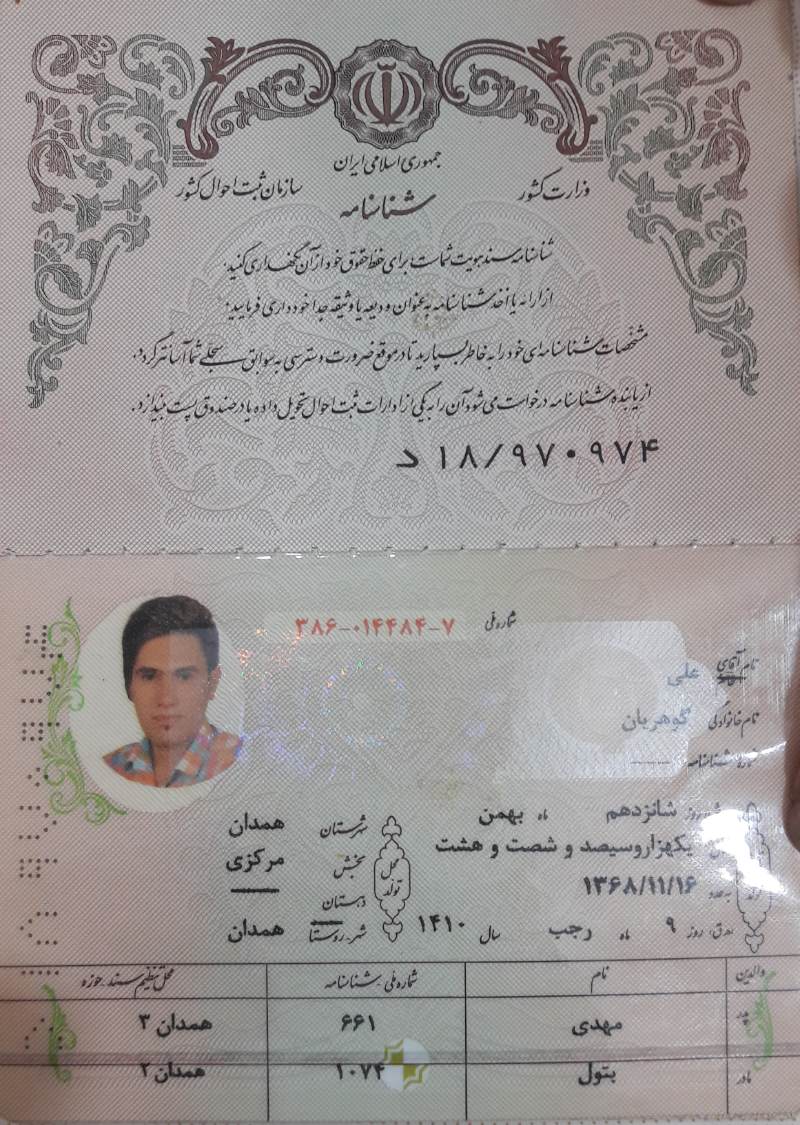 جمهوری اسلامی ایران
وزارت کشور
سازمان ثبت احوال کشور
شناسنامه
شناسنامه سند هویت شماست برای حفظ حقوق خود از آن نگهداری کنید.
از ارائه یا اخذ شناسنامه به عنوان ودیعه یا وثیقه جداً خودداری فرمایید.
مشخصات شناسنامه‌ای خود را به خاطر بسپارید تا در موقع ضرورت دسترسی به سوابق سجلی شما آسانتر گردد.
از یابنده شناسنامه درخواست می‌شود آن را به یکی از ادارات ثبت احوال تحویل داده یا در صندوق پست بیندازد.
د ۱۸/۹۷۰۹۷۴
شماره ملی ۳۸۶-۰۱۴۴۸۴-۷
نام آقای علی
نام خانوادگی گوهریان
شماره شناسنامه ----
روز شانزدهم ماه بهمن
یکهزاروسیصد و شصت و هشت
به عدد ۱۳۶۸/۱۱/۱۶
روز ۹ ماه رجب سال ۱۴۱۰
تولد
محل تولد
شهرستان همدان
بخش مرکزی
دهستان ——
شهر-روستا همدان
والدین نام شماره ملی-شناسنامه محل تنظیم سند-حوزه
پدر مهدی ۶۶۱ همدان ۳
مادر بتول ۱۰۷۴ همدان ۲